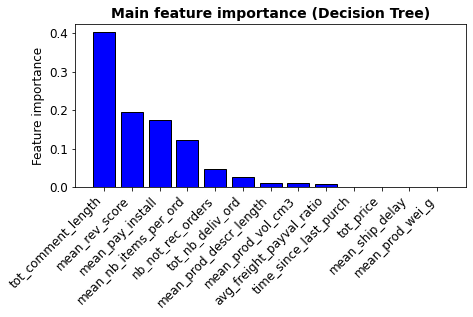 Main feature importance (Decision Tree)
Feature importance
0.4
0.3
0.2
0.1
0.0
tot_comment_length
mean_rev_score
mean_pay_install
mean_nb_items_per_ord
nb_not_rec_orders
tot_nb_deliv_ord
mean_prod_descr_length
mean_prod_vol_cm3
avg_freight_payval_ratio
time_since_last_purch
tot_price
mean_ship_delay
mean_prod_wei_g